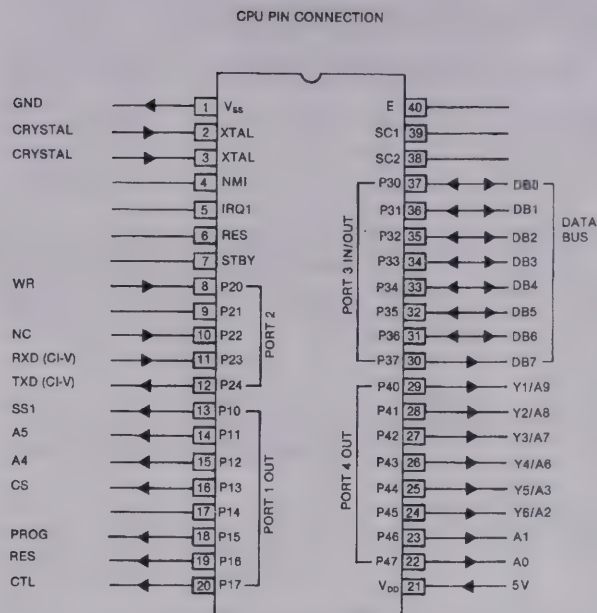 CPU PIN CONNECTION
GND 1 Vss E 40
CRYSTAL 2 XTAL SC1 39
CRYSTAL 3 XTAL SC2 38
4 NMI P30 37 DB0
5 IRQ1 P31 36 DB1
6 RES P32 35 DB2
7 STBY P33 34 DB3
WR 8 P20 P34 33 DB4
9 P21 P35 32 DB5
NC 10 P22 P36 31 DB6
RXD (CI-V) 11 P23 P37 30 DB7
TXD (CI-V) 12 P24 P40 29 Y1/A9
SS1 13 P10 P41 28 Y2/A8
A5 14 P11 P42 27 Y3/A7
A4 15 P12 P43 26 Y4/A6
CS 16 P13 P44 25 Y5/A3
17 P14 P45 24 Y6/A2
PROG 18 P15 P46 23 A1
RES 19 P16 P47 22 A0
CTL 20 P17 VDD 21 5V
PORT 2
PORT 1 OUT
PORT 3 IN/OUT
PORT 4 OUT
DATA
BUS